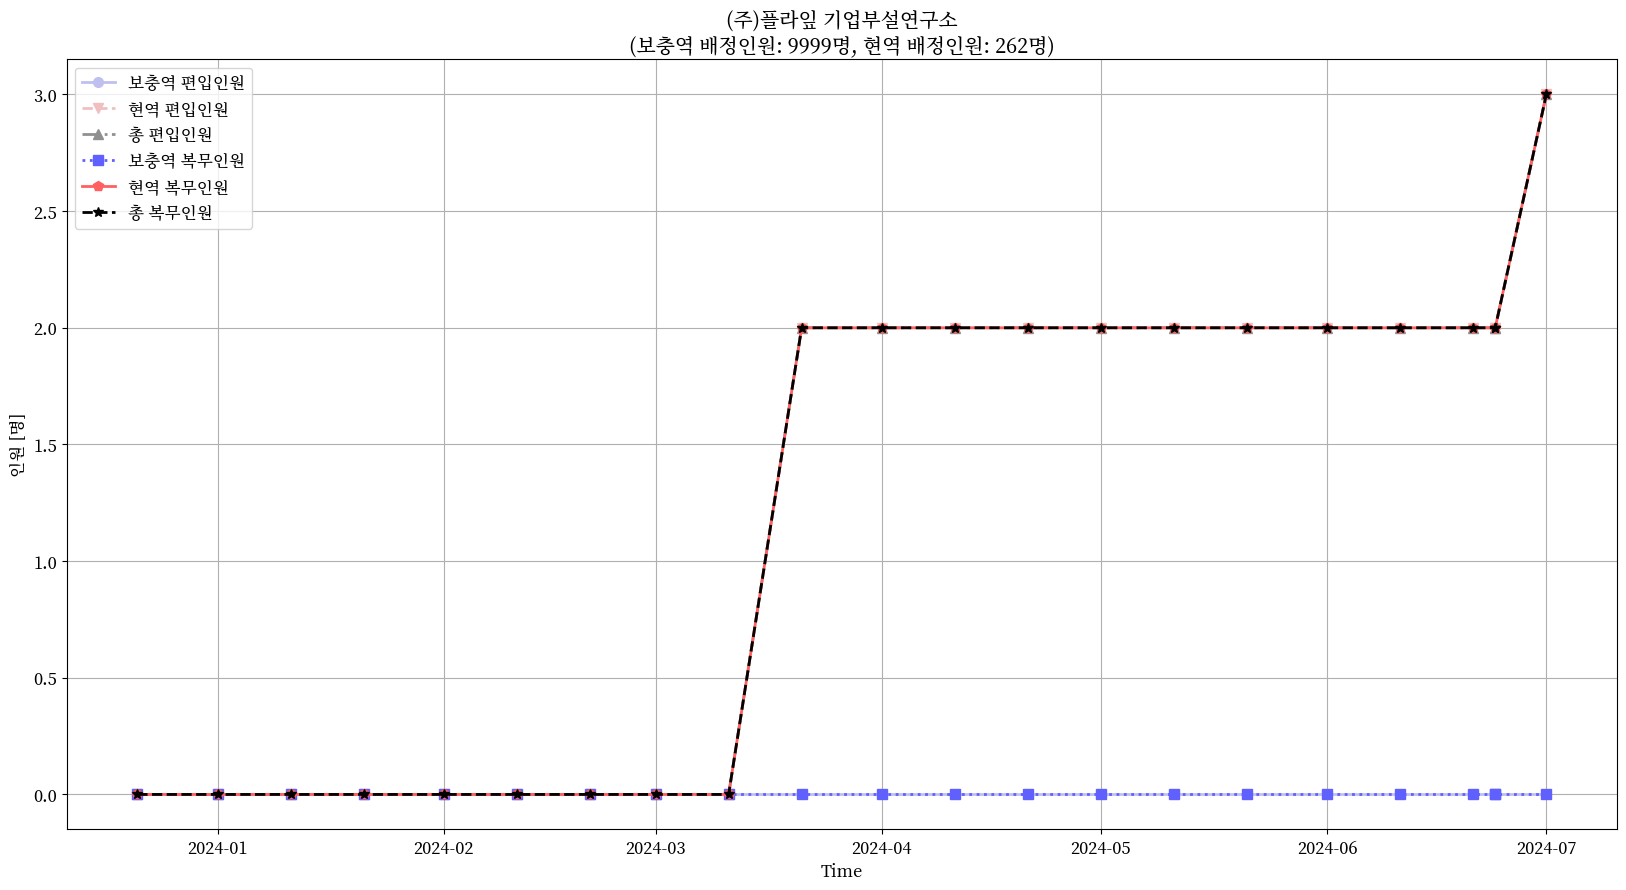 (주)플라잎 기업부설연구소
(보충역 배정인원: 9999명, 현역 배정인원: 262명)
보충역 편입인원
현역 편입인원
총 편입인원
보충역 복무인원
현역 복무인원
총 복무인원
인원 [명]
3.0
2.5
2.0
1.5
1.0
0.5
0.0
2024-01 2024-02 2024-03 2024-04 2024-05 2024-06 2024-07
Time